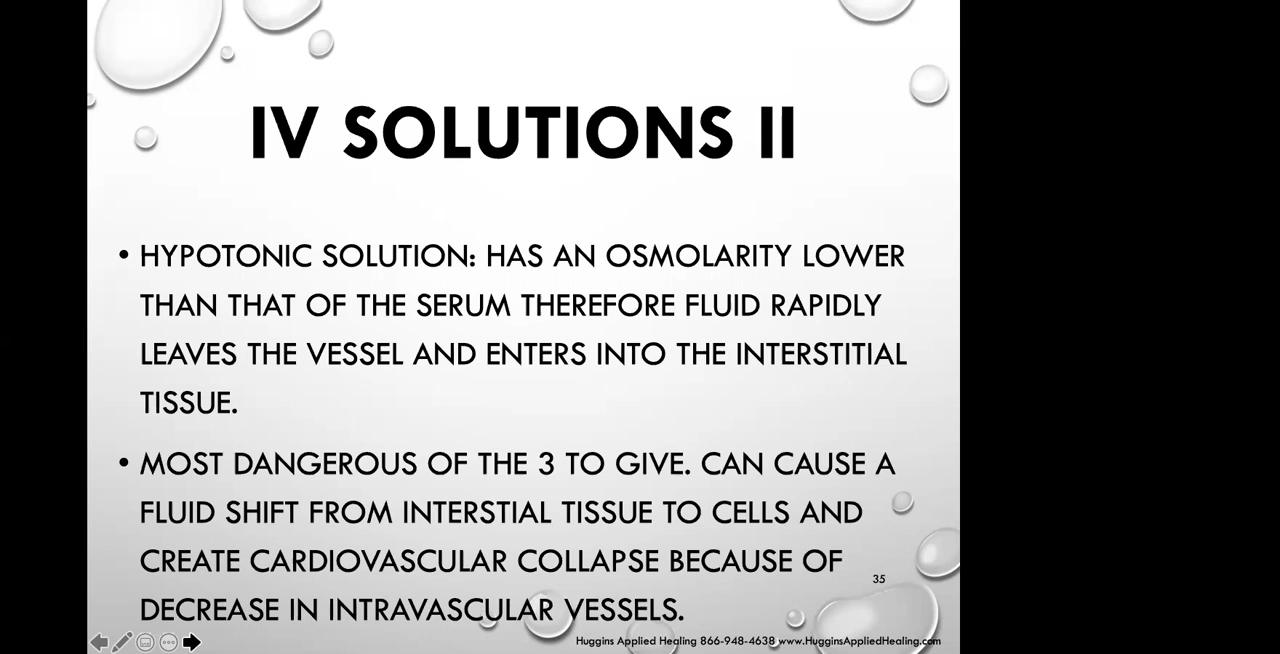 IV SOLUTIONS II
• HYPOTONIC SOLUTION: HAS AN OSMOLARITY LOWER
THAN THAT OF THE SERUM THEREFORE FLUID RAPIDLY
LEAVES THE VESSEL AND ENTERS INTO THE INTERSTITIAL
TISSUE.
• MOST DANGEROUS OF THE 3 TO GIVE. CAN CAUSE A
FLUID SHIFT FROM INTERSTIAL TISSUE TO CELLS AND
CREATE CARDIOVASCULAR COLLAPSE BECAUSE OF
DECREASE IN INTRAVASCULAR VESSELS.
35
Huggins Applied Healing 866-948-4638 www.HugginsAppliedHealing.com